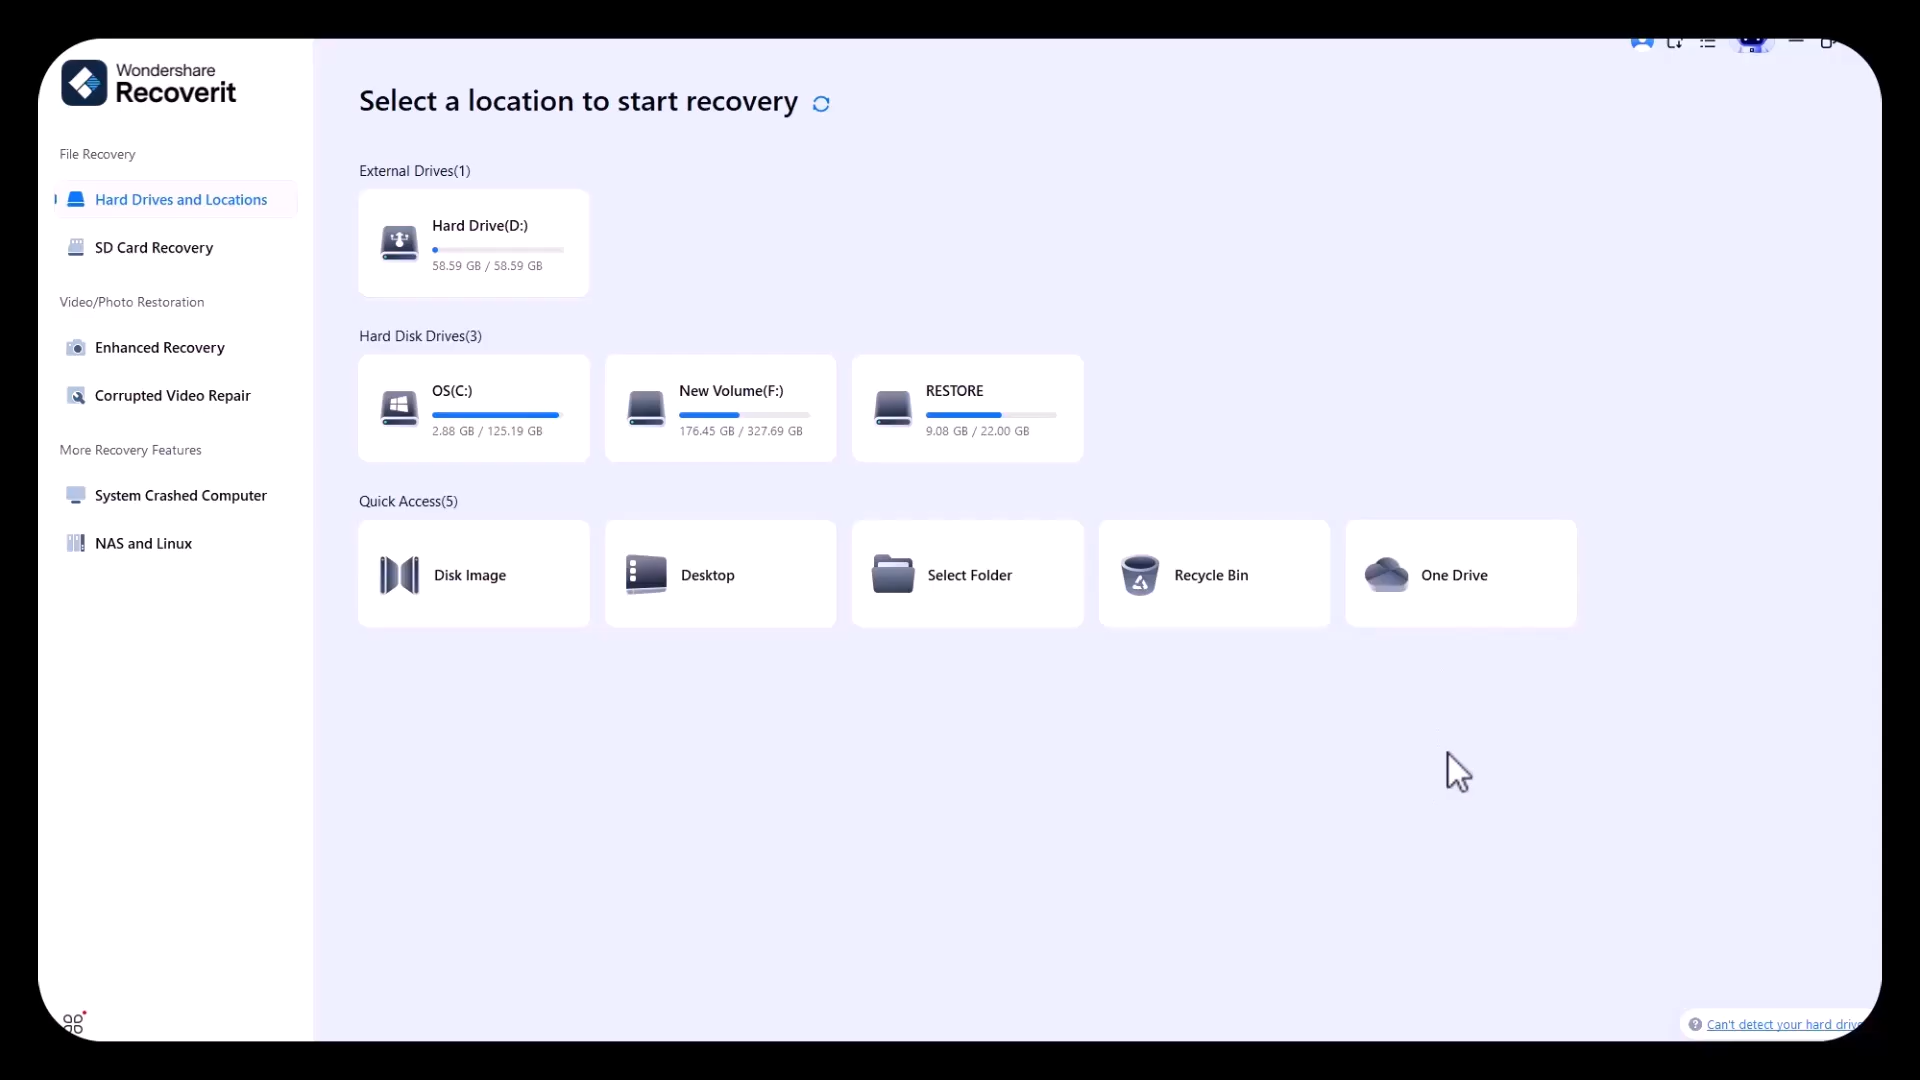 Wondershare
Recoverit
File Recovery
Hard Drives and Locations
SD Card Recovery
Video/Photo Restoration
Enhanced Recovery
Corrupted Video Repair
More Recovery Features
System Crashed Computer
NAS and Linux
Select a location to start recovery
External Drives(1)
Hard Drive(D:)
58.59 GB / 58.59 GB
Hard Disk Drives(3)
OS(C:)
2.88 GB / 125.19 GB
New Volume(F:)
176.45 GB / 327.69 GB
RESTORE
9.08 GB / 22.00 GB
Quick Access(5)
Disk Image
Desktop
Select Folder
Recycle Bin
One Drive
Can't detect your hard drive